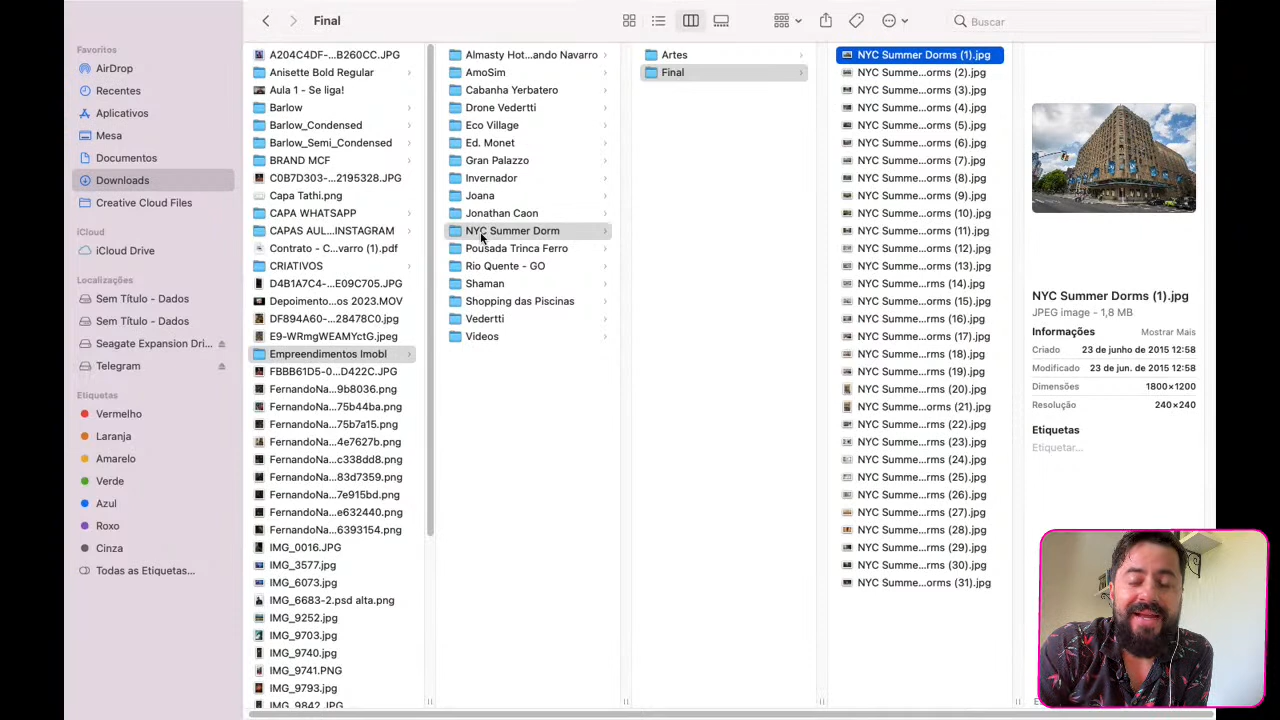 Final
Buscar
Favoritos
AirDrop
Recentes
Aplicativos
Mesa
Documentos
Downloads
Creative Cloud Files
iCloud
iCloud Drive
Localizações
Sem Título - Dados
Sem Título - Dados
Seagate Expansion Dri...
Telegram
Etiquetas
Vermelho
Laranja
Amarelo
Verde
Azul
Roxo
Cinza
Todas as Etiquetas...
A204C4DF-...B260CC.JPG
Anisette Bold Regular
Aula 1 - Se liga!
Barlow
Barlow_Condensed
Barlow_Semi_Condensed
BRAND MCF
C0B7D303-...2195328.JPG
Capa Tathi.png
CAPA WHATSAPP
CAPAS AUL...INSTAGRAM
Contrato - C...varro (1).pdf
CRIATIVOS
D4B1A7C4-...E09C705.JPG
Depoimento...os 2023.MOV
DF894A60-...28478C0.jpg
E9-WRmgWEAMYctG.jpeg
Empreendimentos Imobl
FBBB61D5-0...D422C.JPG
FernandoNa...9b8036.png
FernandoNa...75b44ba.png
FernandoNa...75b7a15.png
FernandoNa...4e7627b.png
FernandoNa...c3389d8.png
FernandoNa...83d7359.png
FernandoNa...7e915bd.png
FernandoNa...e632440.png
FernandoNa...6393154.png
IMG_0016.JPG
IMG_3577.jpg
IMG_6073.jpg
IMG_6683-2.psd alta.png
IMG_9252.jpg
IMG_9703.jpg
IMG_9740.jpg
IMG_9741.PNG
IMG_9793.jpg
IMG_9842.JPG
Almasty Hot...ando Navarro
AmoSim
Cabanha Yerbatero
Drone Vedertti
Eco Village
Ed. Monet
Gran Palazzo
Invernador
Joana
Jonathan Caon
NYC Summer Dorm
Pousada Trinca Ferro
Rio Quente - GO
Shaman
Shopping das Piscinas
Vedertti
Videos
Artes
Final
NYC Summer Dorms (1).jpg
NYC Summe...orms (2).jpg
NYC Summe...orms (3).jpg
NYC Summe...orms (4).jpg
NYC Summe...orms (5).jpg
NYC Summe...orms (6).jpg
NYC Summe...orms (7).jpg
NYC Summe...orms (8).jpg
NYC Summe...orms (9).jpg
NYC Summe...orms (10).jpg
NYC Summe...orms (11).jpg
NYC Summe...orms (12).jpg
NYC Summe...orms (13).jpg
NYC Summe...rms (14).jpg
NYC Summe...orms (15).jpg
NYC Summe...rms (16).jpg
NYC Summe...orms (17).jpg
NYC Summe...rms (18).jpg
NYC Summe...rms (19).jpg
NYC Summe...rms (20).jpg
NYC Summe...orms (21).jpg
NYC Summe...rms (22).jpg
NYC Summe...rms (23).jpg
NYC Summe...rms (24).jpg
NYC Summe...rms (25).jpg
NYC Summe...rms (26).jpg
NYC Summe...rms (27).jpg
NYC Summe...rms (28).jpg
NYC Summe...rms (29).jpg
NYC Summe...rms (30).jpg
NYC Summe...orms (31).jpg
NYC Summer Dorms (1).jpg
JPEG image - 1,8 MB
Informações Mostrar Mais
Criado 23 de junho de 2015 12:58
Modificado 23 de jun. de 2015 12:58
Dimensões 1800×1200
Resolução 240×240
Etiquetas
Etiquetar...